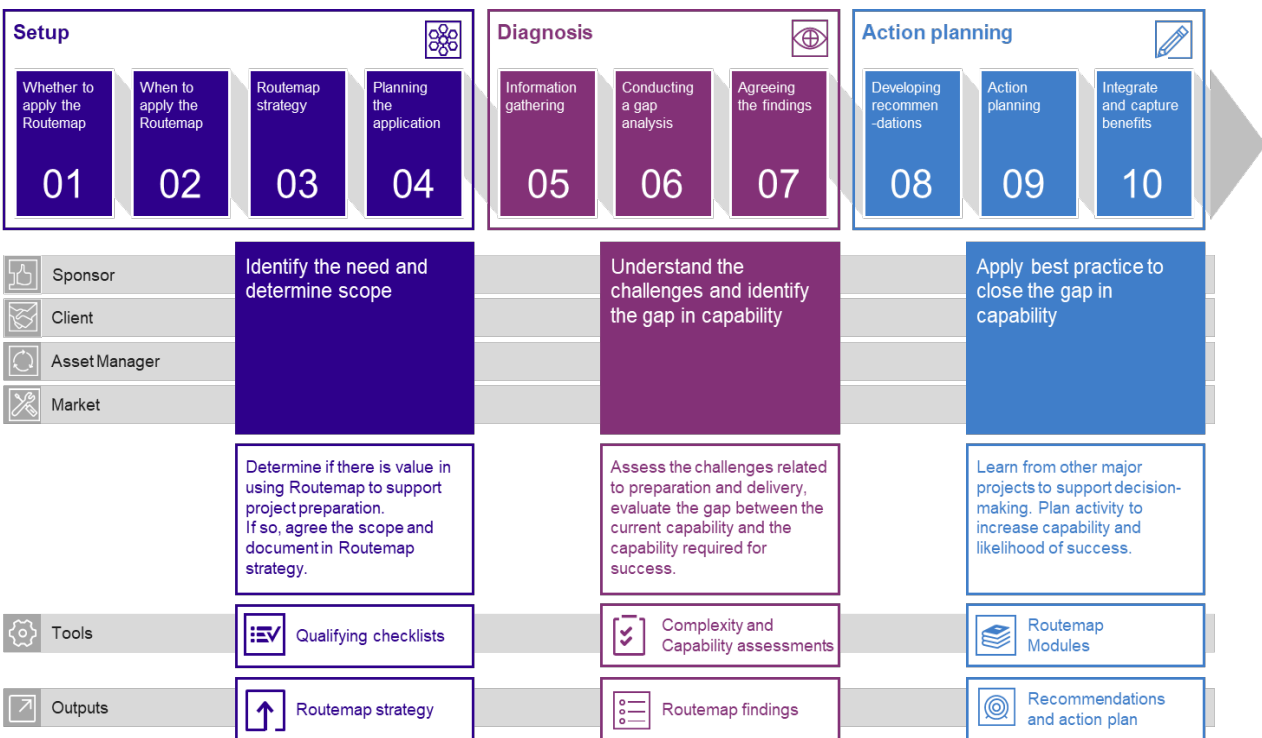 Setup
Whether to
apply the
Routemap
01
When to
apply the
Routemap
02
Routemap
strategy
03
Planning
the
application
04
Diagnosis
Information
gathering
05
Conducting
a gap
analysis
06
Agreeing
the findings
07
Action planning
Developing
recommen
-dations
08
Action
planning
09
Integrate
and capture
benefits
10
Sponsor
Client
Asset Manager
Market
Identify the need and
determine scope
Understand the
challenges and identify
the gap in capability
Apply best practice to
close the gap in
capability
Determine if there is value in
using Routemap to support
project preparation.
If so, agree the scope and
document in Routemap
strategy.
Assess the challenges related
to preparation and delivery,
evaluate the gap between the
current capability and the
capability required for
success.
Learn from other major
projects to support decision-
making. Plan activity to
increase capability and
likelihood of success.
Tools
Qualifying checklists
Complexity and
Capability assessments
Routemap
Modules
Outputs
Routemap strategy
Routemap findings
Recommendations
and action plan